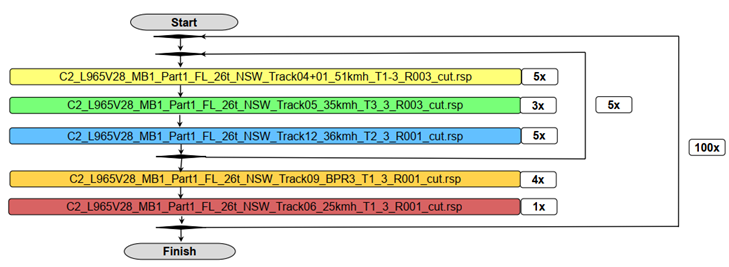 Start
C2_L965V28_MB1_Part1_FL_26t_NSW_Track04+01_51kmh_T1-3_R003_cut.rsp 5x
C2_L965V28_MB1_Part1_FL_26t_NSW_Track05_35kmh_T3_3_R003_cut.rsp 3x
5x
C2_L965V28_MB1_Part1_FL_26t_NSW_Track12_36kmh_T2_3_R001_cut.rsp 5x
100x
C2_L965V28_MB1_Part1_FL_26t_NSW_Track09_BPR3_T1_3_R001_cut.rsp 4x
C2_L965V28_MB1_Part1_FL_26t_NSW_Track06_25kmh_T1_3_R001_cut.rsp 1x
Finish